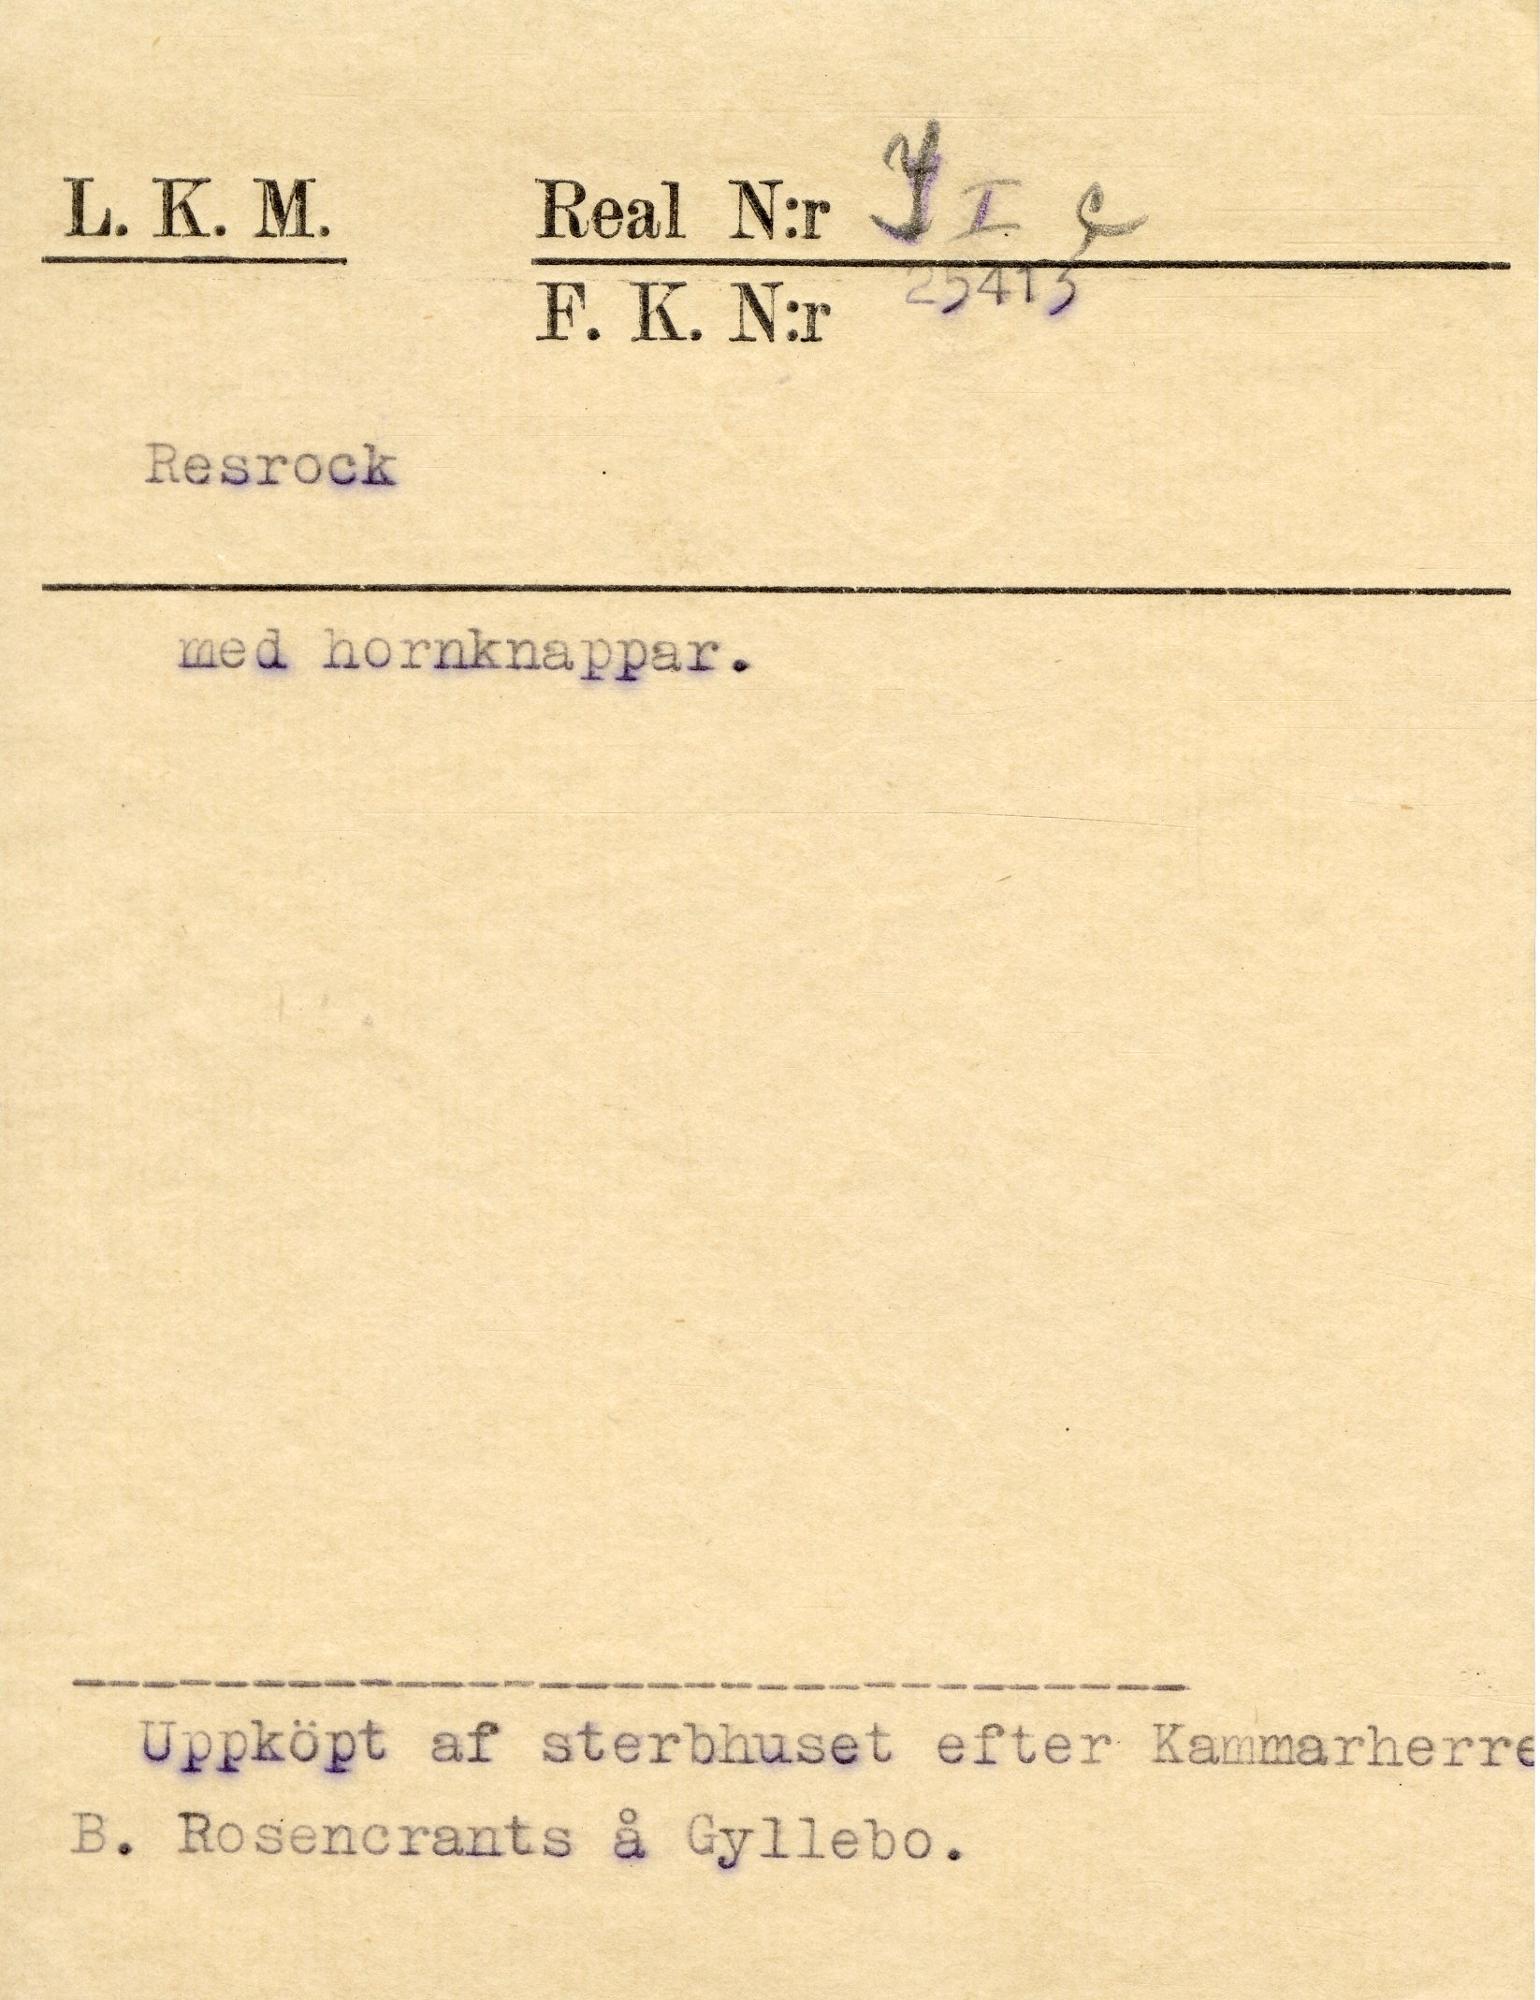 L. K. M. Real N:r Y I c
F. K. N:r 25413
Resrock
med hornknappar.
Uppköpt af sterbhuset efter Kammarherre
B. Rosencrants å Gyllebo.